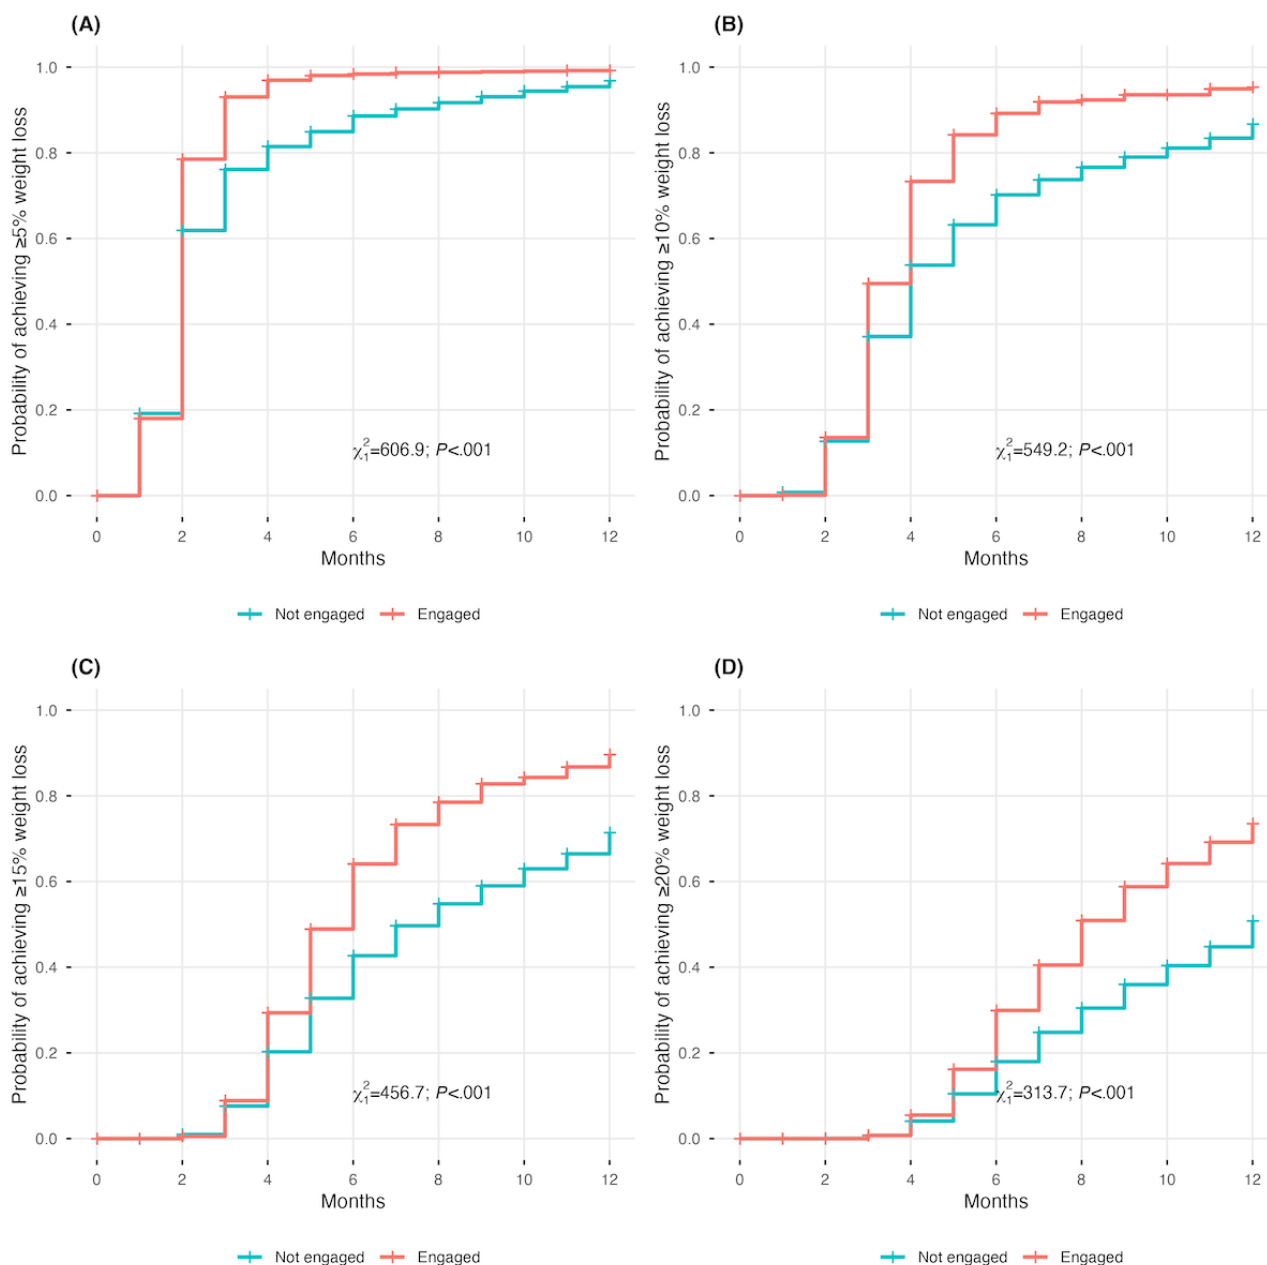 (A)
Probability of achieving ≥5% weight loss
1.0
0.8
0.6
0.4
0.2
0.0
χ²₁=606.9; P<.001
0 2 4 6 8 10 12
Months
Not engaged Engaged
(B)
Probability of achieving ≥10% weight loss
1.0
0.8
0.6
0.4
0.2
0.0
χ²₁=549.2; P<.001
0 2 4 6 8 10 12
Months
Not engaged Engaged
(C)
Probability of achieving ≥15% weight loss
1.0
0.8
0.6
0.4
0.2
0.0
χ²₁=456.7; P<.001
0 2 4 6 8 10 12
Months
Not engaged Engaged
(D)
Probability of achieving ≥20% weight loss
1.0
0.8
0.6
0.4
0.2
0.0
χ²₁=313.7; P<.001
0 2 4 6 8 10 12
Months
Not engaged Engaged